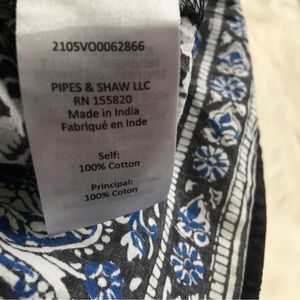 2105VO0062866
PIPES & SHAW LLC
RN 155820
Made in India
Fabriqué en Inde
Self:
100% Cotton
Principal:
100% Coton